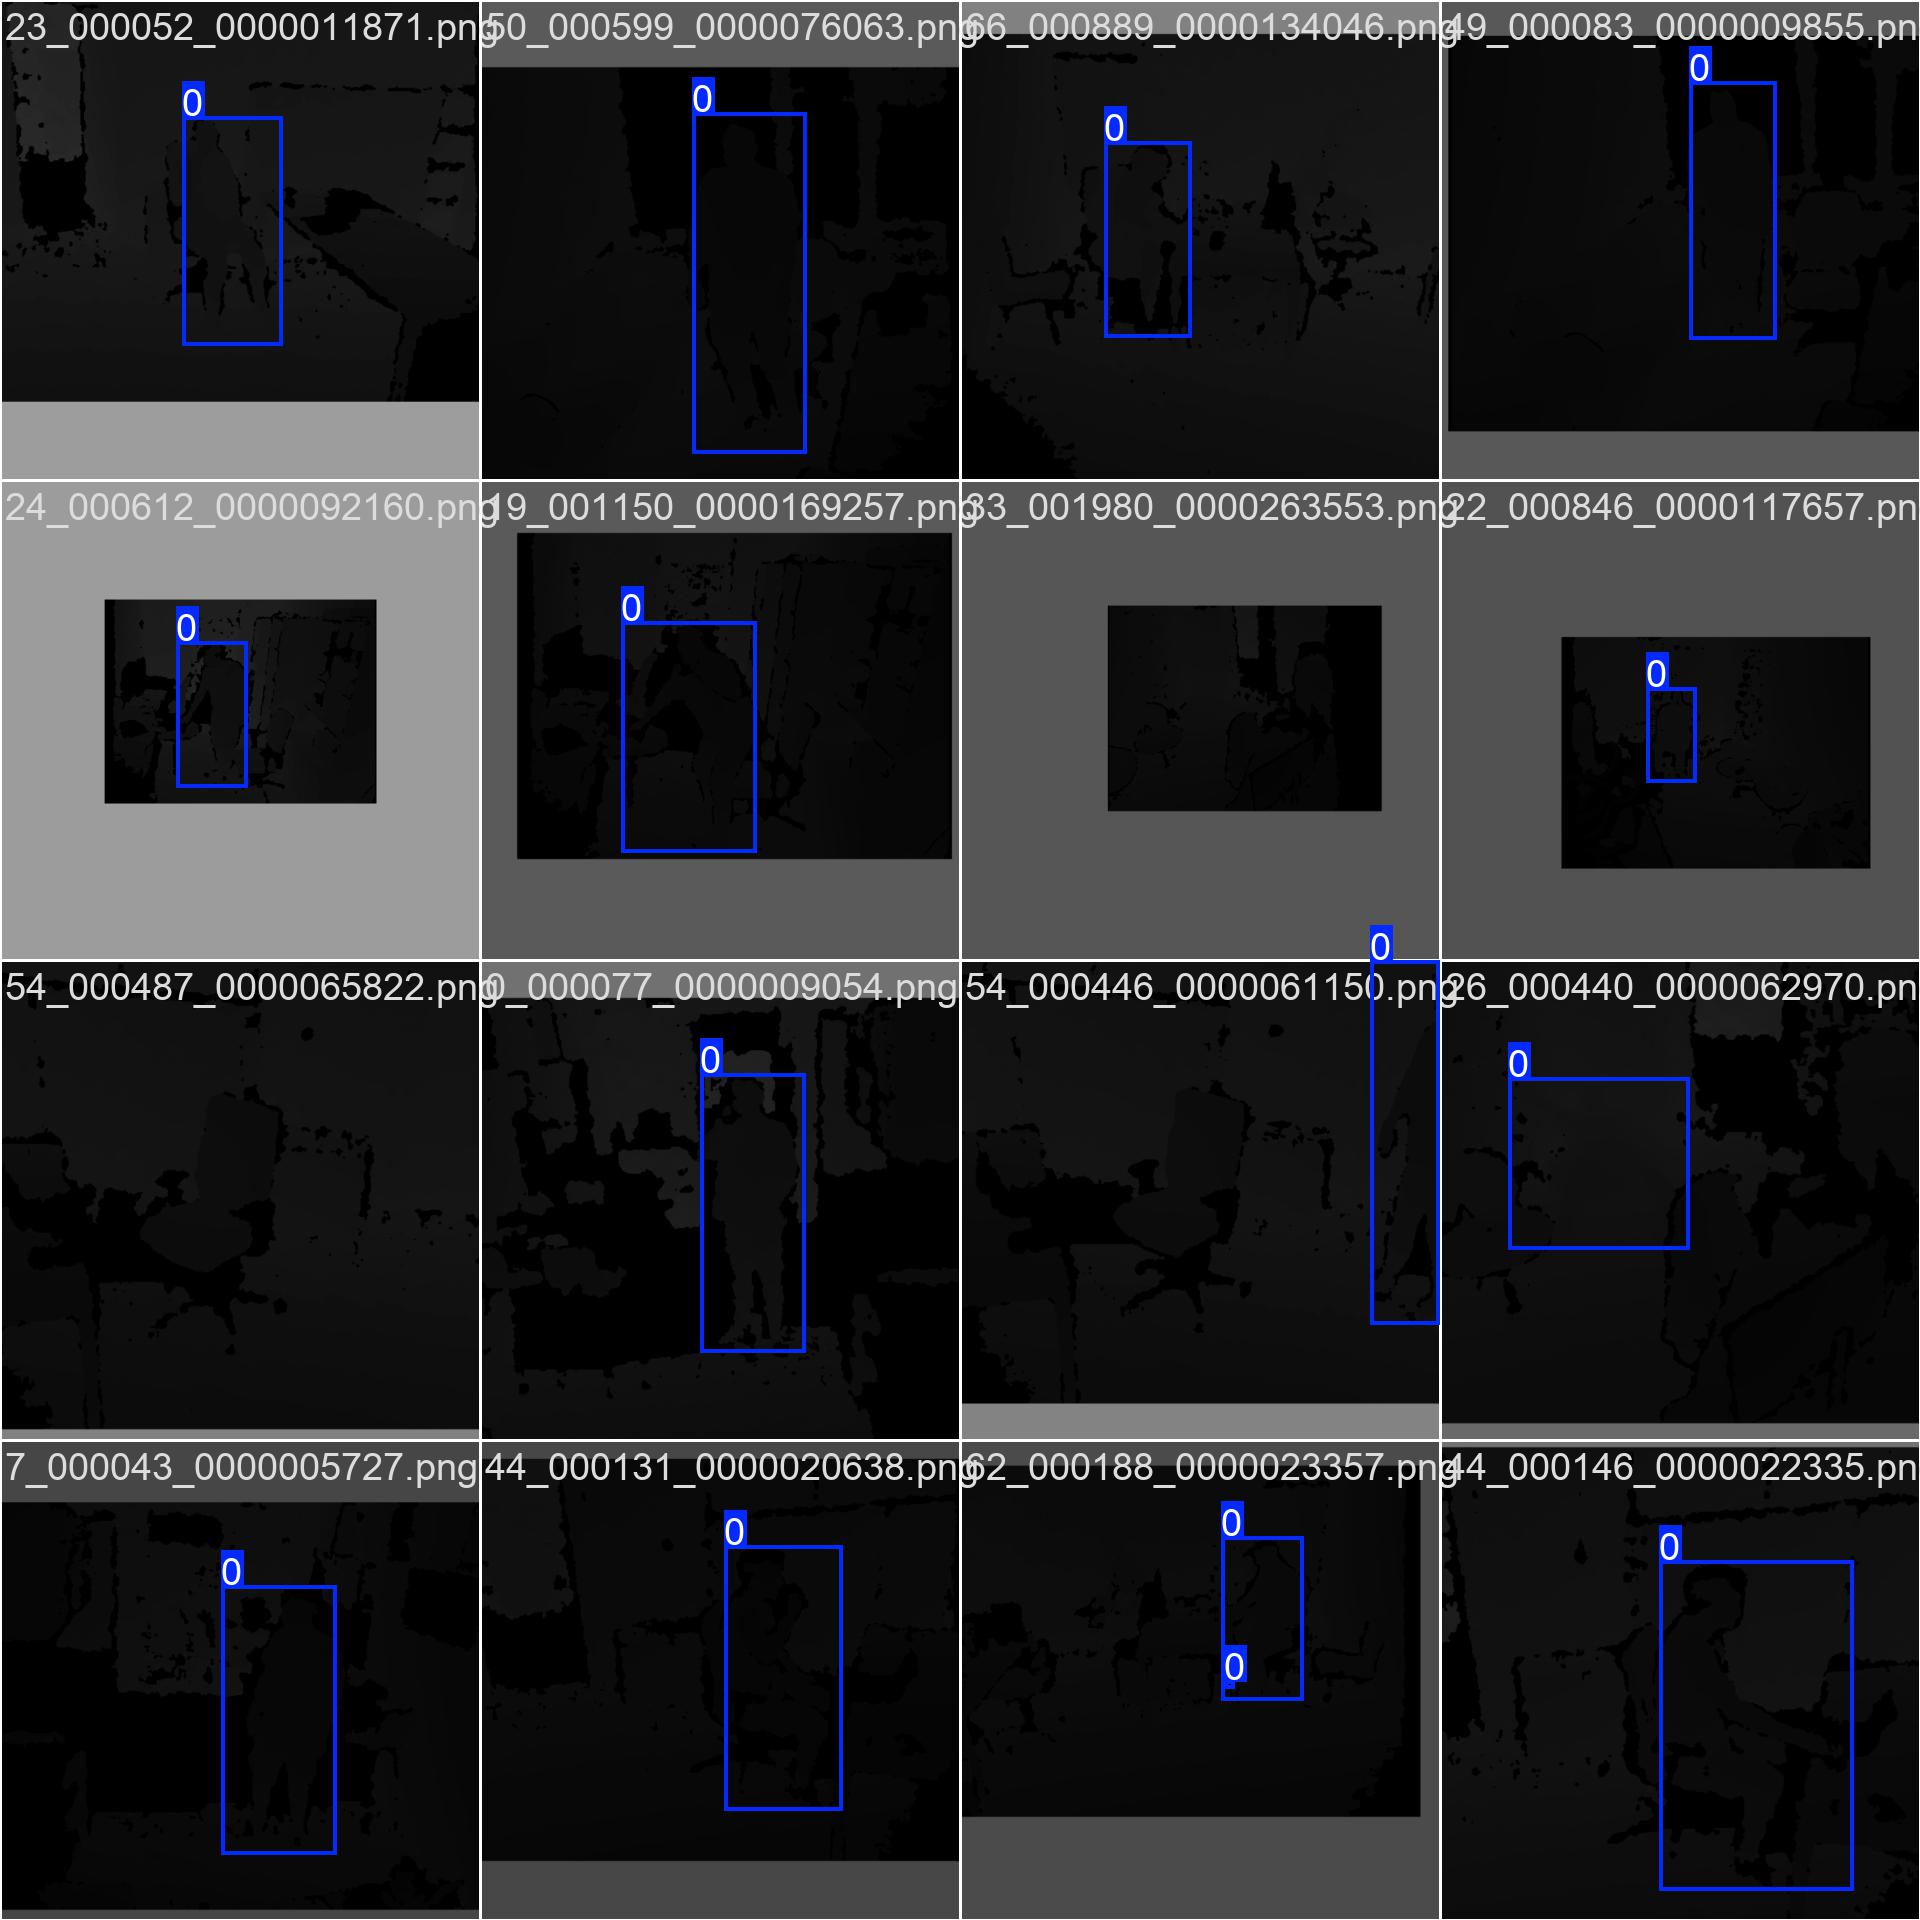 23_000052_0000011871.png
50_000599_0000076063.png
66_000889_0000134046.png
49_000083_0000009855.pn
0
0
0
0
24_000612_0000092160.png
19_001150_0000169257.png
33_001980_0000263553.png
22_000846_0000117657.pn
0
0
0
54_000487_0000065822.png
0_000077_0000009054.png
54_000446_0000061150.png
26_000440_0000062970.pn
0
0
0
7_000043_0000005727.png
44_000131_0000020638.png
62_000188_0000023357.png
44_000146_0000022335.pn
0
0
0
0
0